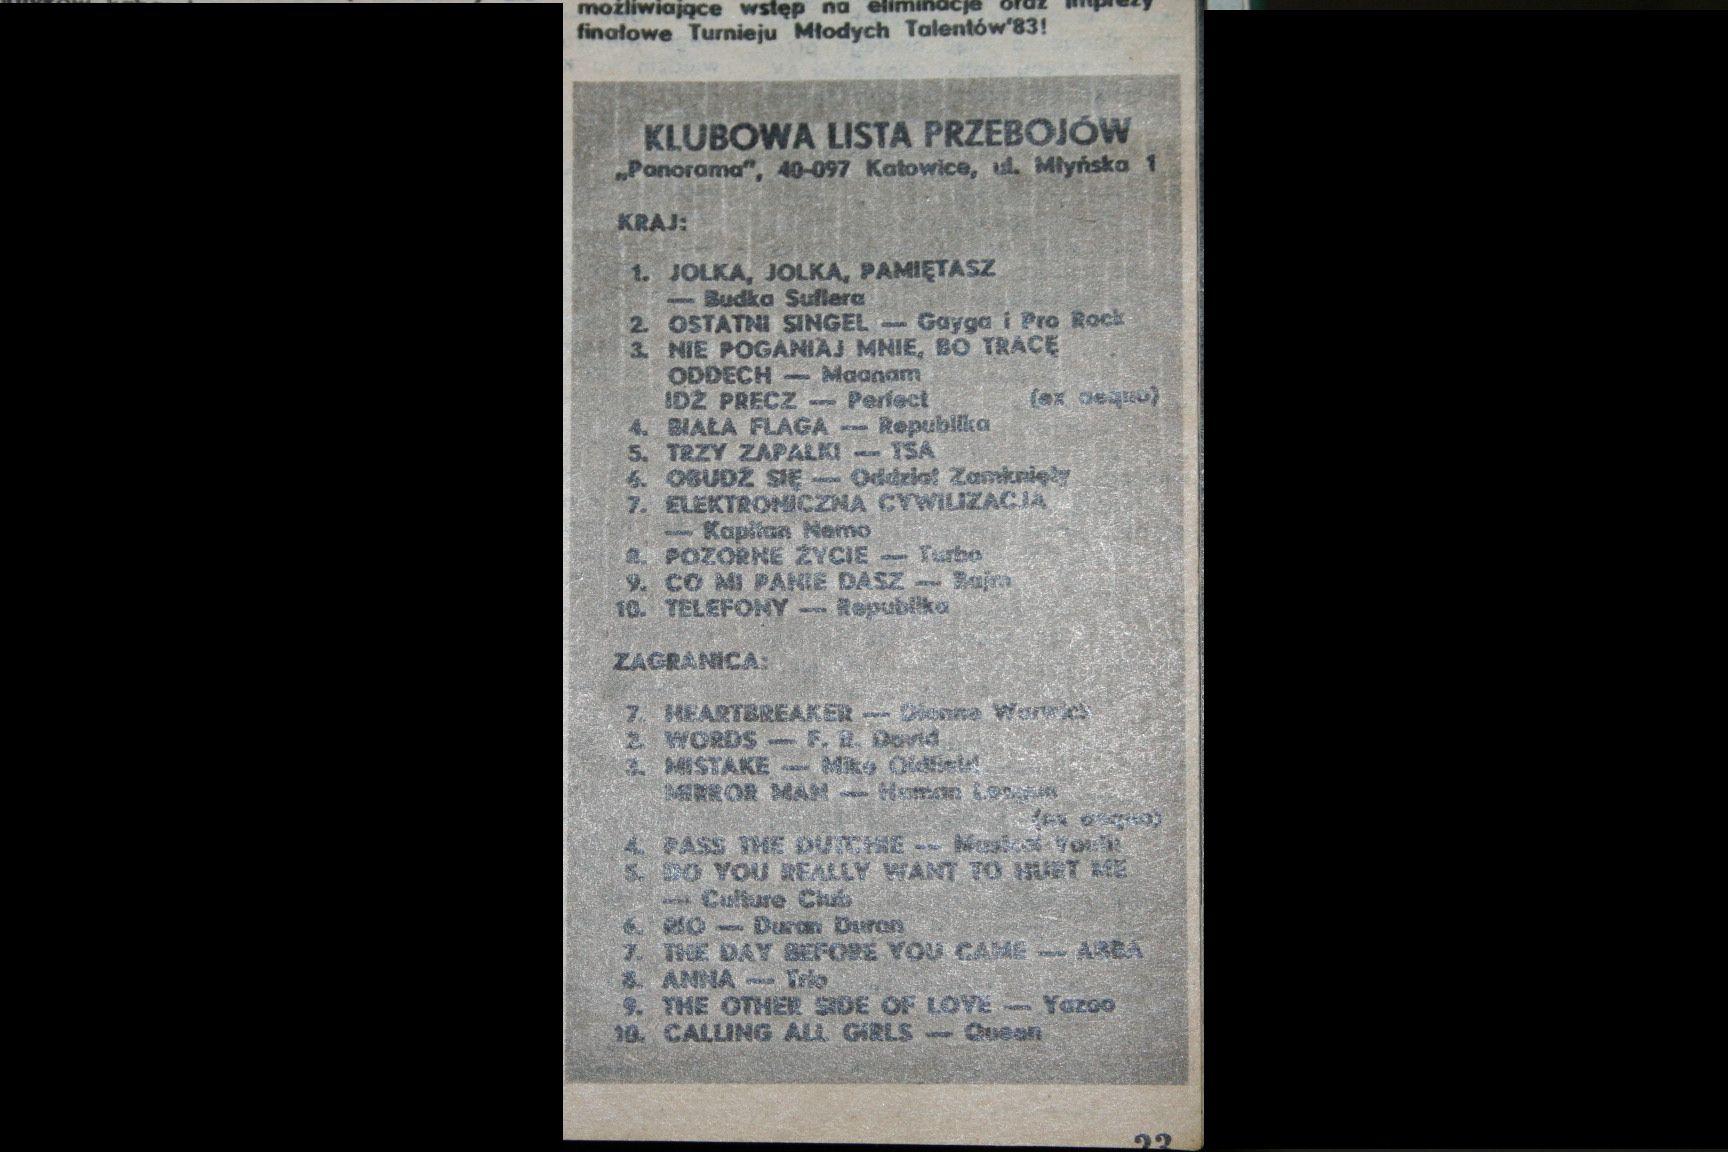 możliwiające wstęp na eliminacje oraz imprezy
finałowe Turnieju Młodych Talentów'83!
KLUBOWA LISTA PRZEBOJÓW
„Panorama”, 40-097 Katowice, ul. Młyńska 1
KRAJ:
1. JOLKA, JOLKA, PAMIĘTASZ
— Budka Suflera
2. OSTATNI SINGEL — Gayga i Pro Rock
3. NIE POGANIAJ MNIE, BO TRACĘ
ODDECH — Maanam
IDŹ PRECZ — Perfect (ex aequo)
4. BIAŁA FLAGA — Republika
5. TRZY ZAPAŁKI — TSA
6. OBUDŹ SIĘ — Oddział Zamknięty
7. ELEKTRONICZNA CYWILIZACJA
— Kapitan Nemo
8. POZORNE ŻYCIE — Turbo
9. CO MI PANIE DASZ — Bajm
10. TELEFONY — Republika
ZAGRANICA:
7. HEARTBREAKER — Dionne Warwick
2. WORDS — F. R. David
3. MISTAKE — Mike Oldfield
MIRROR MAN — Human League
(ex aequo)
4. PASS THE DUTCHIE — Musical Youth
5. DO YOU REALLY WANT TO HURT ME
— Culture Club
6. RIO — Duran Duran
7. THE DAY BEFORE YOU CAME — ABBA
8. ANNA — Trio
9. THE OTHER SIDE OF LOVE — Yazoo
10. CALLING ALL GIRLS — Queen